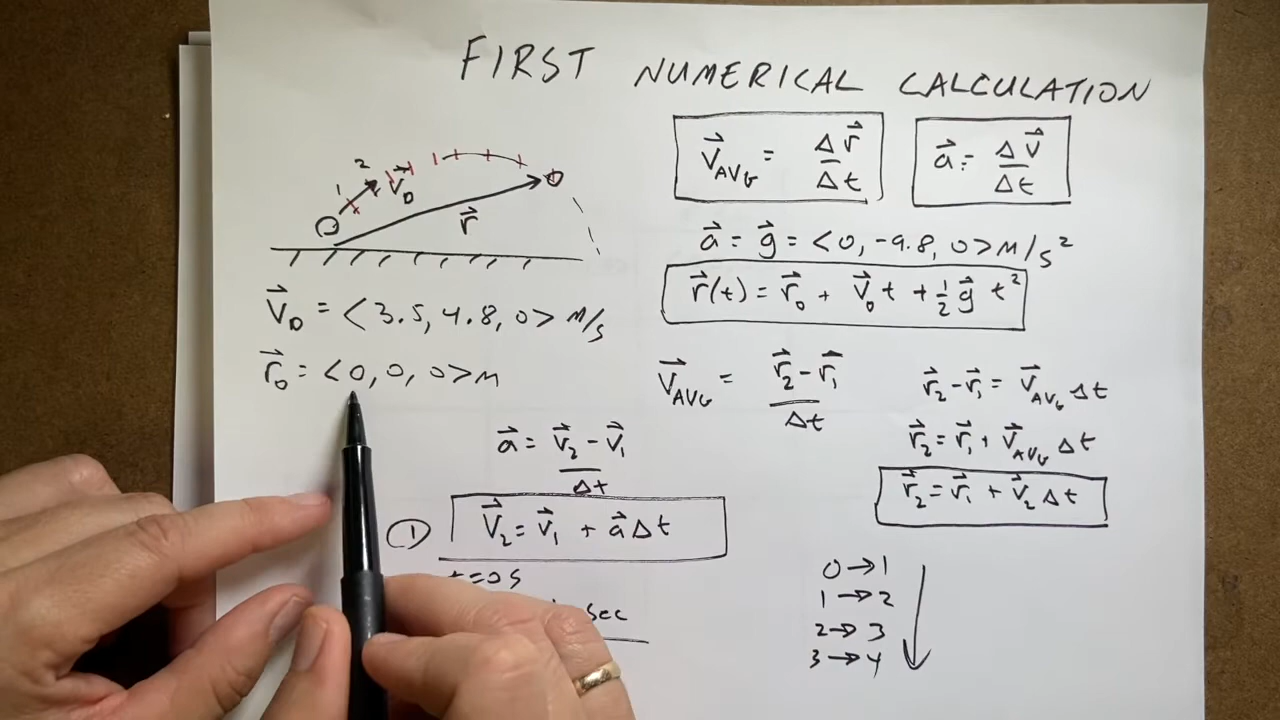 FIRST NUMERICAL CALCULATION
1 2 v⃗₀
r⃗
v⃗₀ = <3.5, 4.8, 0> m/s
r⃗₀ = <0, 0, 0> m
v⃗AVG = Δr⃗/Δt
a⃗ = Δv⃗/Δt
a⃗ = g⃗ = <0, -9.8, 0> m/s²
r⃗(t) = r⃗₀ + v⃗₀t + ½g⃗t²
v⃗AVG = (r⃗₂ - r⃗₁)/Δt
r⃗₂ - r⃗₁ = v⃗AVG Δt
r⃗₂ = r⃗₁ + v⃗AVG Δt
r⃗₂ = r⃗₁ + v⃗₂ Δt
a⃗ = (v⃗₂ - v⃗₁)/Δt
① v⃗₂ = v⃗₁ + a⃗Δt
t=0s
sec
0→1
1→2
2→3
3→4